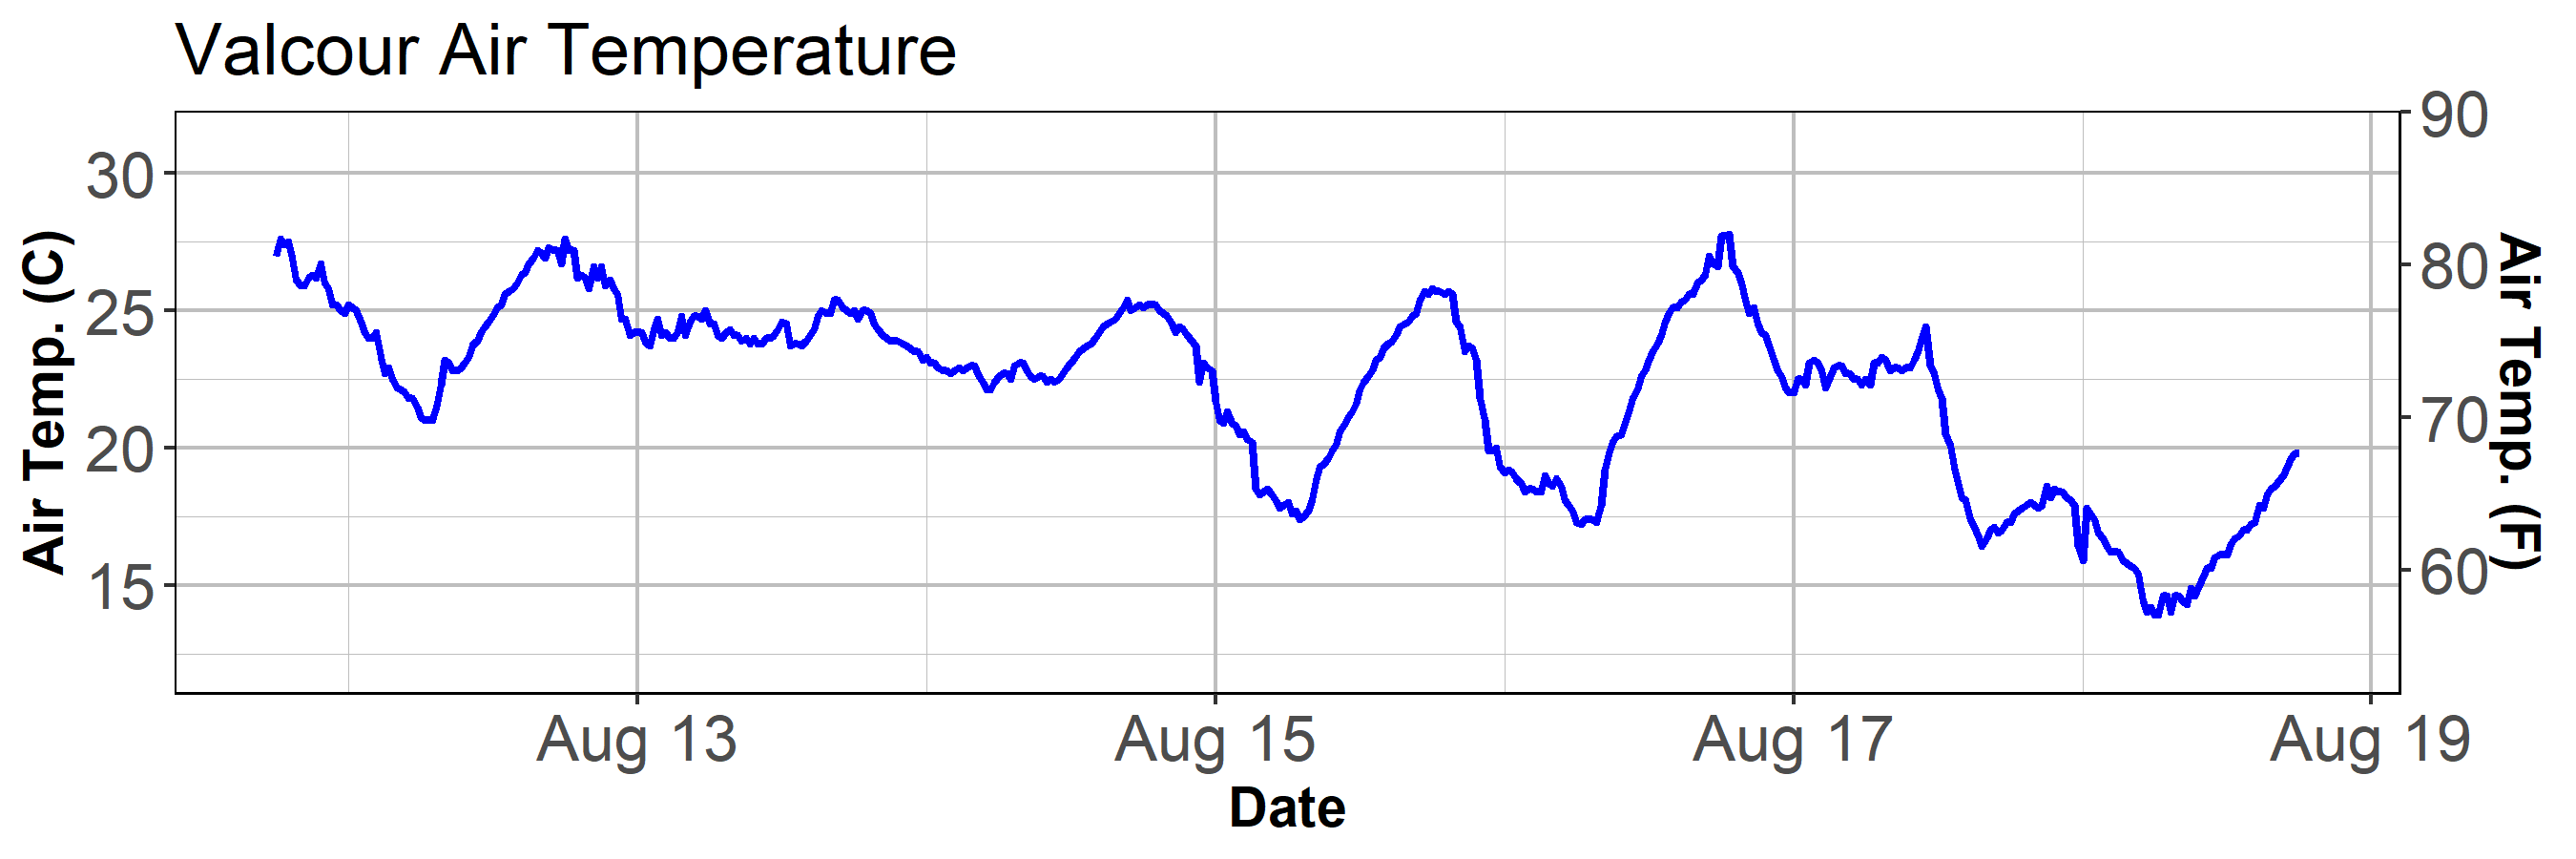 Valcour Air Temperature
Air Temp. (C)
30
25
20
15
90
80
70
60
Air Temp. (F)
Aug 13
Aug 15
Aug 17
Aug 19
Date